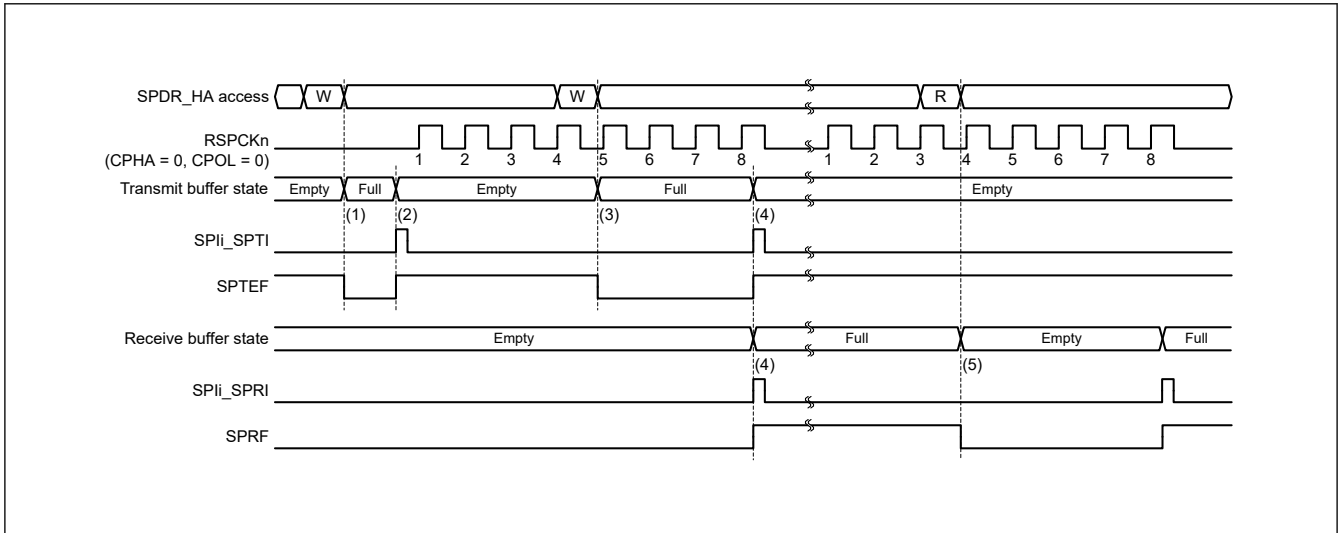 SPDR_HA access W W R
RSPCKn
(CPHA = 0, CPOL = 0)
1 2 3 4 5 6 7 8 1 2 3 4 5 6 7 8
Transmit buffer state Empty Full Empty Full Empty
(1) (2) (3) (4)
SPIi_SPTI
SPTEF
Receive buffer state Empty Full Empty Full
(4) (5)
SPIi_SPRI
SPRF